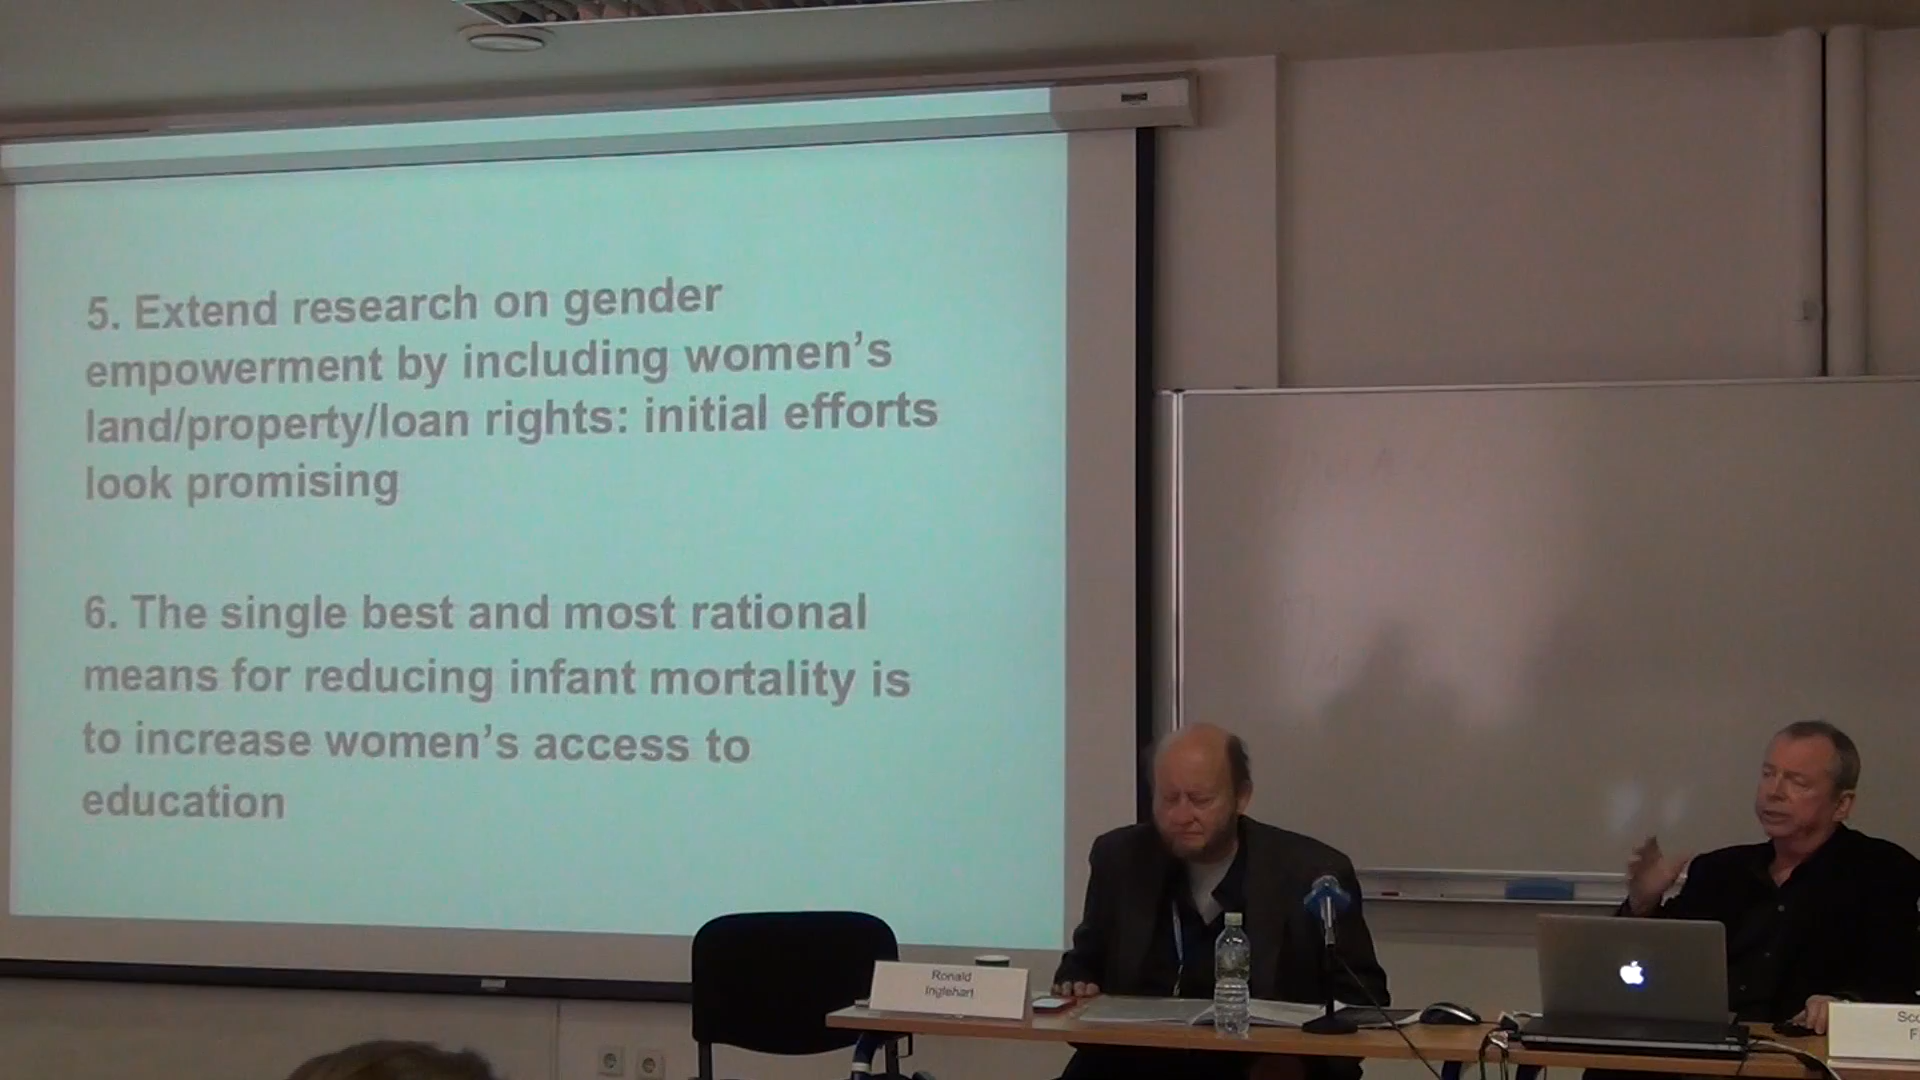 5. Extend research on gender
empowerment by including women's
land/property/loan rights: initial efforts
look promising
6. The single best and most rational
means for reducing infant mortality is
to increase women's access to
education
Ronald
Inglehart